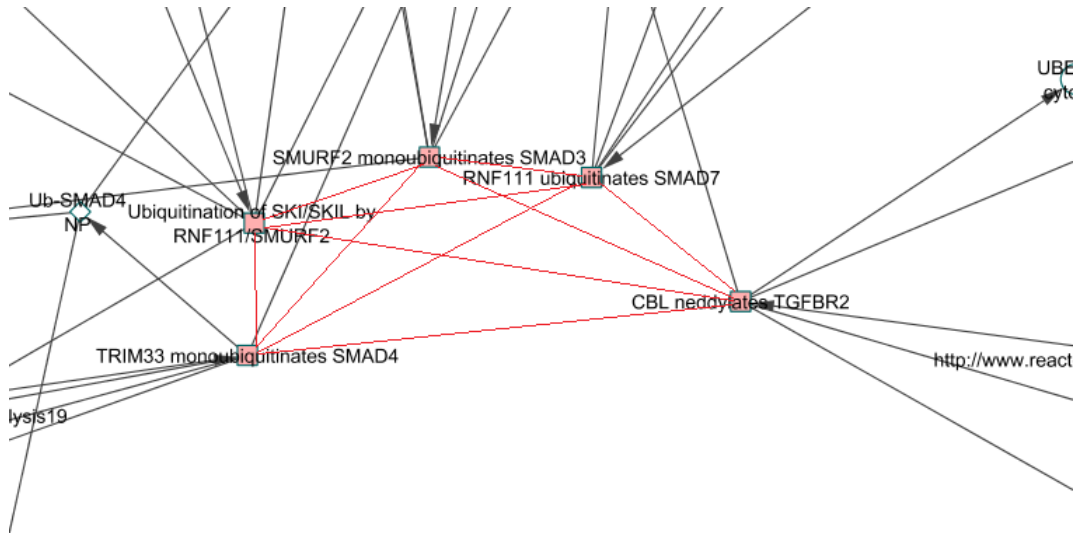 UBE
cyto
SMURF2 monoubiquitinates SMAD3
RNF111 ubiquitinates SMAD7
Ub-SMAD4
NP
Ubiquitination of SKI/SKIL by
RNF111/SMURF2
CBL neddylates TGFBR2
TRIM33 monoubiquitinates SMAD4
http://www.react
lysis19